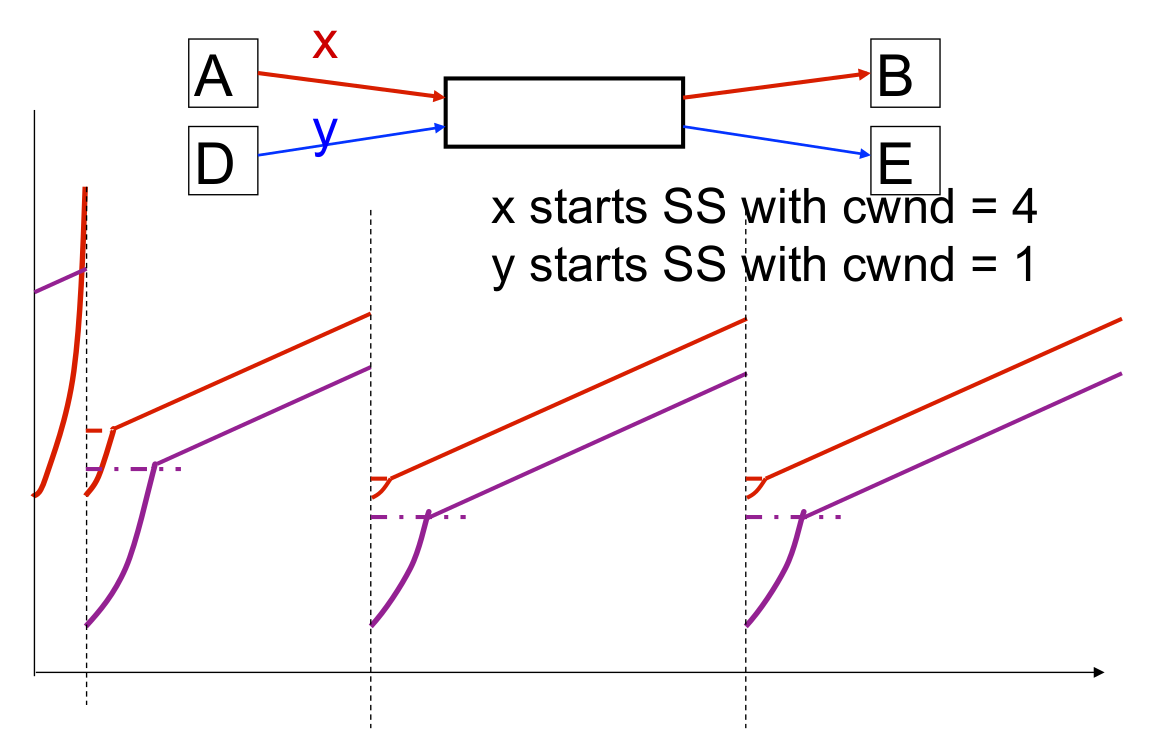 x
A
B
y
D
E
x starts SS with cwnd = 4
y starts SS with cwnd = 1